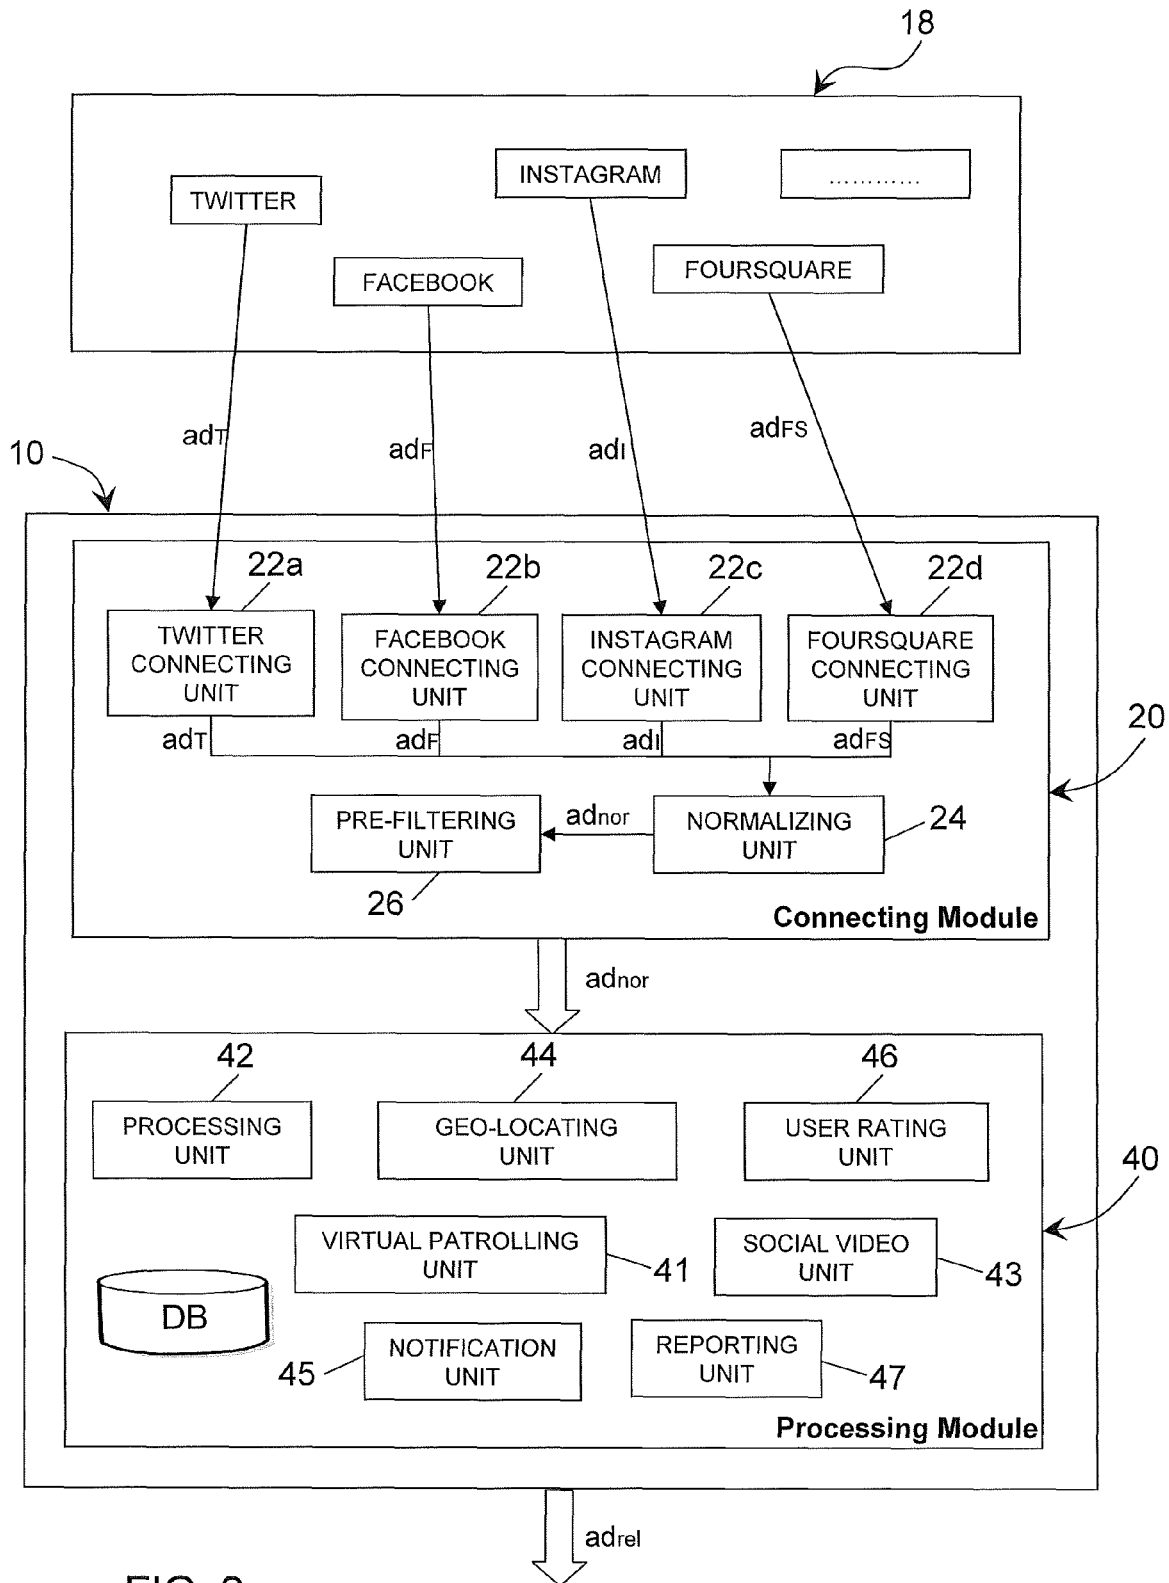 18
INSTAGRAM
............
TWITTER
FOURSQUARE
FACEBOOK
adT
adF
adI
adFS
10
22a
22b
22c
22d
TWITTER
CONNECTING
UNIT
FACEBOOK
CONNECTING
UNIT
INSTAGRAM
CONNECTING
UNIT
FOURSQUARE
CONNECTING
UNIT
20
adT
adF
adI
adFS
PRE-FILTERING
UNIT
adnor
NORMALIZING
UNIT
24
26
Connecting Module
adnor
42
44
46
PROCESSING
UNIT
GEO-LOCATING
UNIT
USER RATING
UNIT
40
VIRTUAL PATROLLING
UNIT
41
SOCIAL VIDEO
UNIT
43
DB
45
NOTIFICATION
UNIT
REPORTING
UNIT
47
Processing Module
adrel